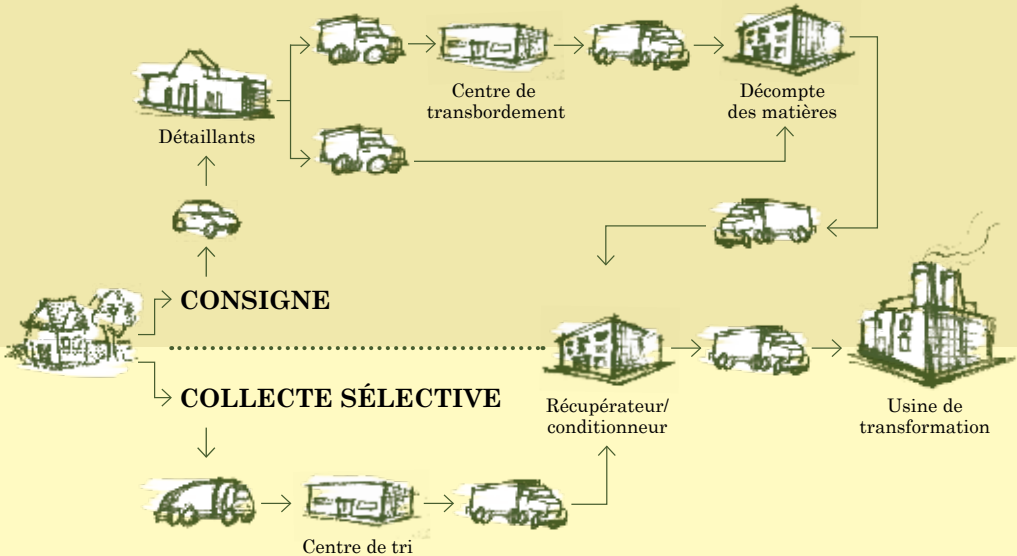 Centre de
transbordement
Décompte
des matières
Détaillants
CONSIGNE
COLLECTE SÉLECTIVE
Récupérateur/
conditionneur
Usine de
transformation
Centre de tri